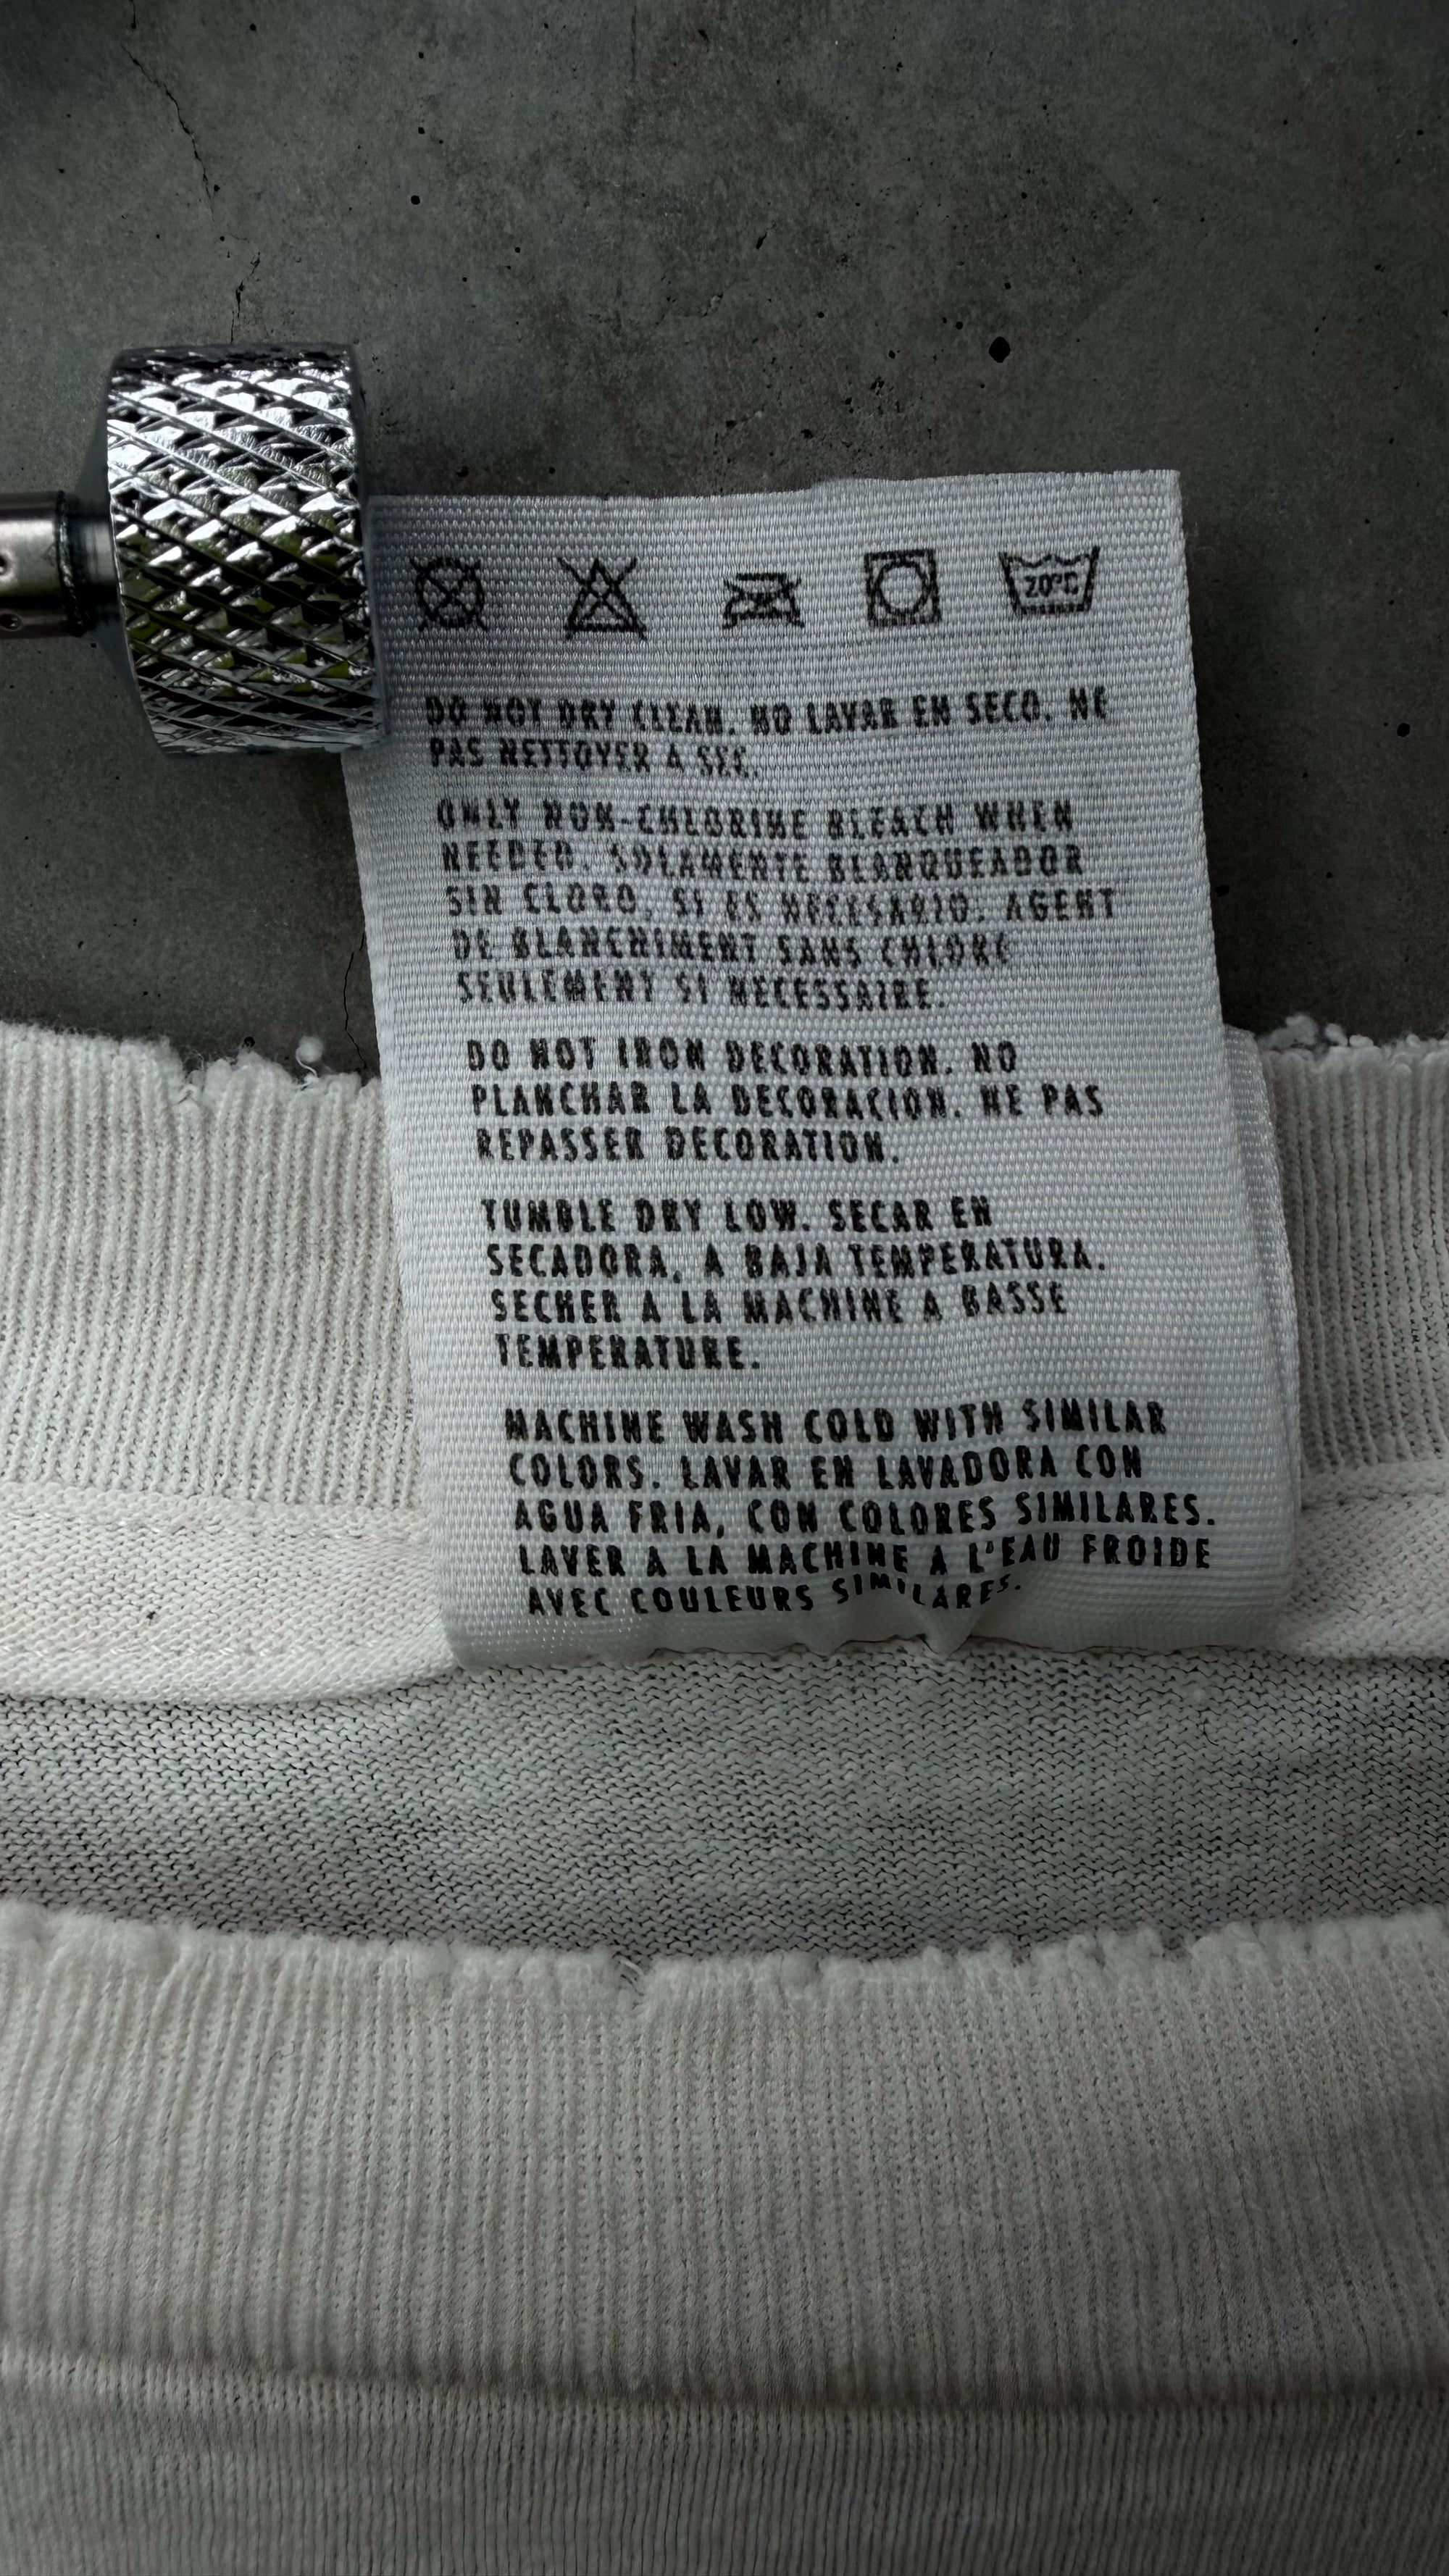 20°C
DO NOT DRY CLEAN. NO LAVAR EN SECO. NE
PAS NETTOYER A SEC.
ONLY NON-CHLORINE BLEACH WHEN
NEEDED. SOLAMENTE BLANQUEADOR
SIN CLORO, SI ES NECESARIO. AGENT
DE BLANCHIMENT SANS CHLORE
SEULEMENT SI NECESSAIRE.
DO NOT IRON DECORATION. NO
PLANCHAR LA DECORACION. NE PAS
REPASSER DECORATION.
TUMBLE DRY LOW. SECAR EN
SECADORA, A BAJA TEMPERATURA.
SECHER A LA MACHINE A BASSE
TEMPERATURE.
MACHINE WASH COLD WITH SIMILAR
COLORS. LAVAR EN LAVADORA CON
AGUA FRIA, CON COLORES SIMILARES.
LAVER A LA MACHINE A L'EAU FROIDE
AVEC COULEURS SIMILARES.